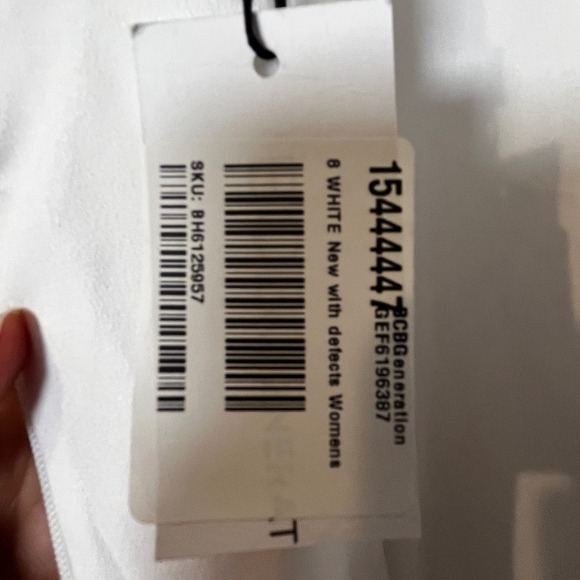 15444447
BCBGeneration
GEF6196387
8 WHITE New with defects Womens
SKU: BH6125957